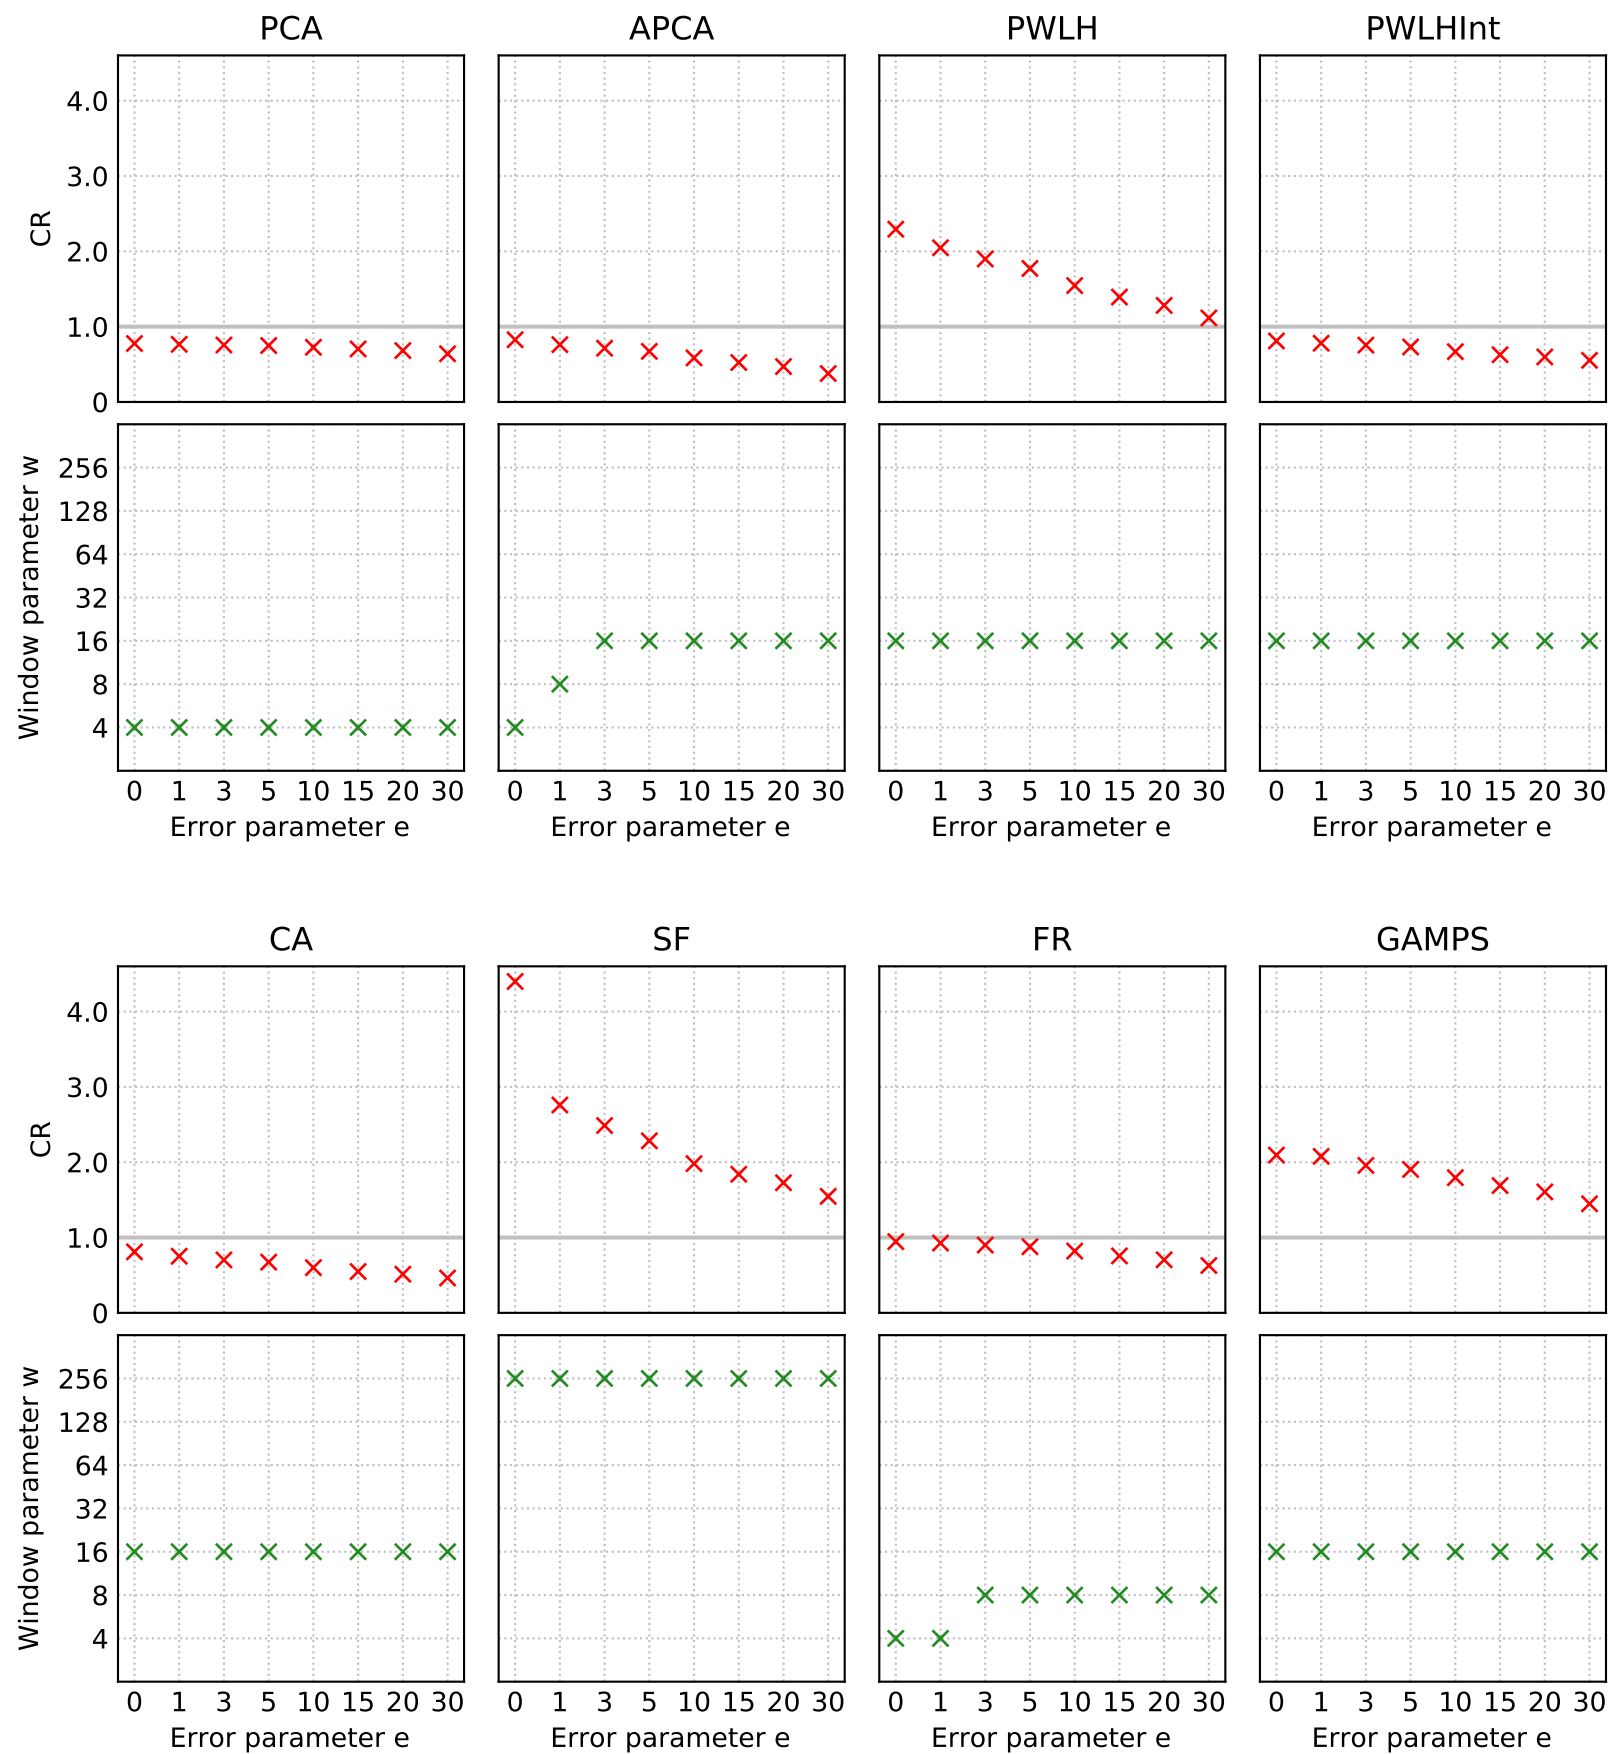 PCA APCA PWLH PWLHInt
4.0
3.0
2.0
1.0
0
CR
256
128
64
32
16
8
4
Window parameter w
0 1 3 5 10 15 20 30 0 1 3 5 10 15 20 30 0 1 3 5 10 15 20 30 0 1 3 5 10 15 20 30
Error parameter e Error parameter e Error parameter e Error parameter e
CA SF FR GAMPS
4.0
3.0
2.0
1.0
0
CR
256
128
64
32
16
8
4
Window parameter w
0 1 3 5 10 15 20 30 0 1 3 5 10 15 20 30 0 1 3 5 10 15 20 30 0 1 3 5 10 15 20 30
Error parameter e Error parameter e Error parameter e Error parameter e